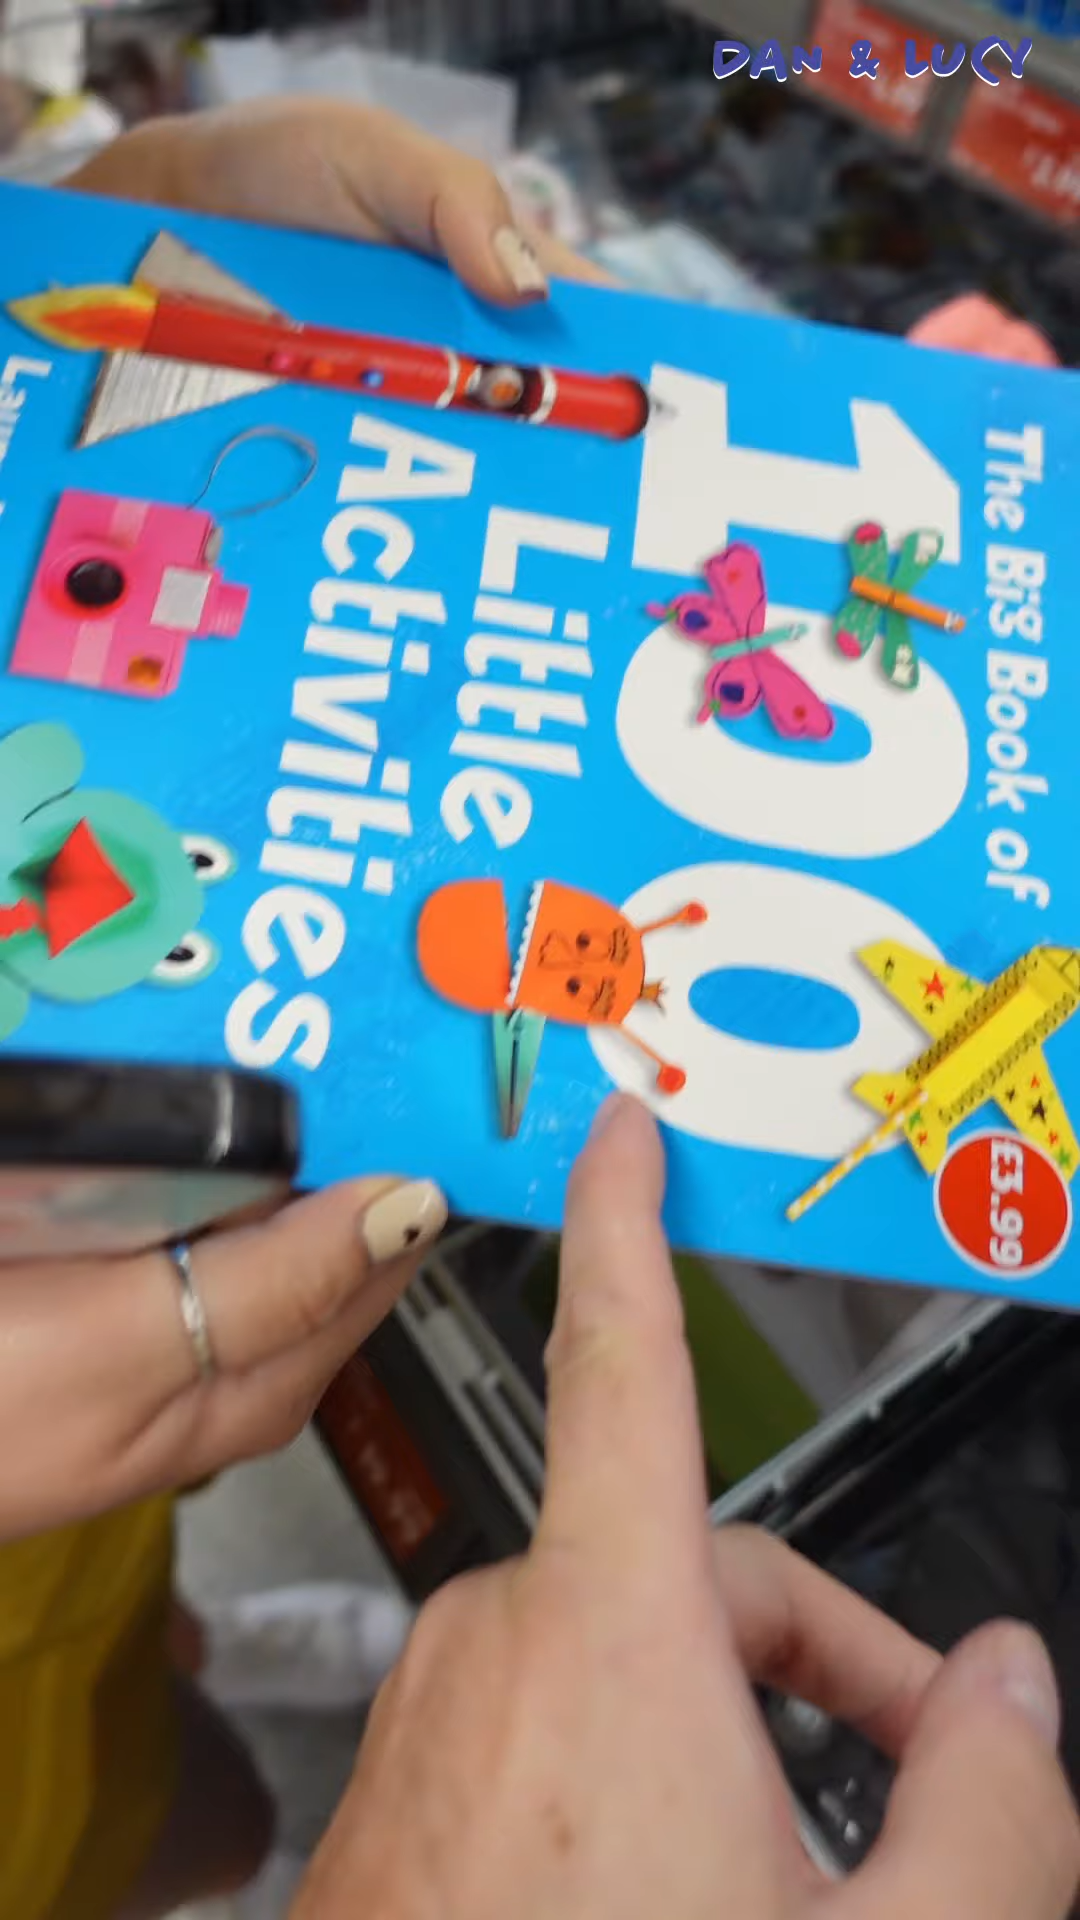 DAN & LUCY
The Big Book of
100
Little
Activities
£3.99